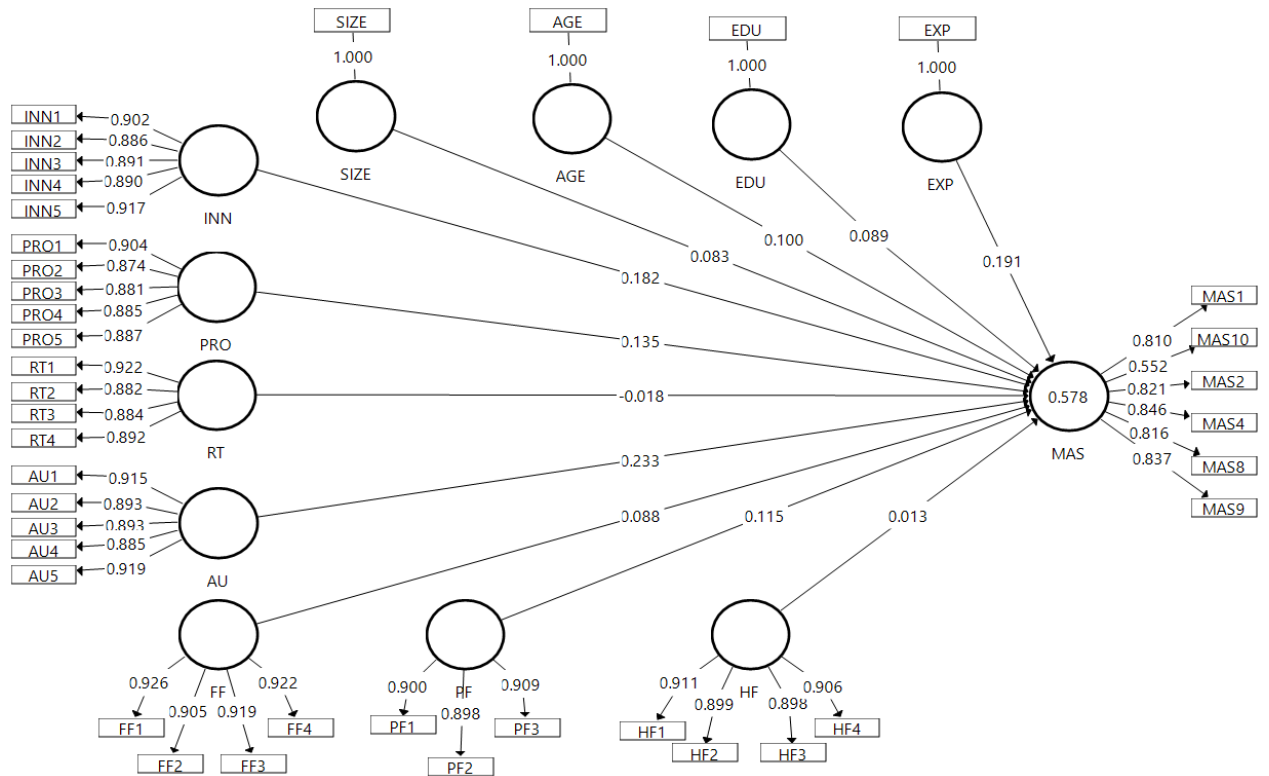 SIZE
AGE
EDU
EXP
1.000
1.000
1.000
1.000
SIZE
AGE
EDU
EXP
INN1
INN2
INN3
INN4
INN5
0.902
0.886
0.891
0.890
0.917
INN
PRO1
PRO2
PRO3
PRO4
PRO5
0.904
0.874
0.881
0.885
0.887
PRO
RT1
RT2
RT3
RT4
0.922
0.882
0.884
0.892
RT
AU1
AU2
AU3
AU4
AU5
0.915
0.893
0.893
0.885
0.919
AU
0.083
0.100
0.089
0.191
0.182
0.135
-0.018
0.233
0.088
0.115
0.013
0.578
MAS
0.810
0.552
0.821
0.846
0.816
0.837
MAS1
MAS10
MAS2
MAS4
MAS8
MAS9
FF
0.926
0.905
0.919
0.922
FF1
FF2
FF3
FF4
PF
0.900
0.898
0.909
PF1
PF2
PF3
HF
0.911
0.899
0.898
0.906
HF1
HF2
HF3
HF4